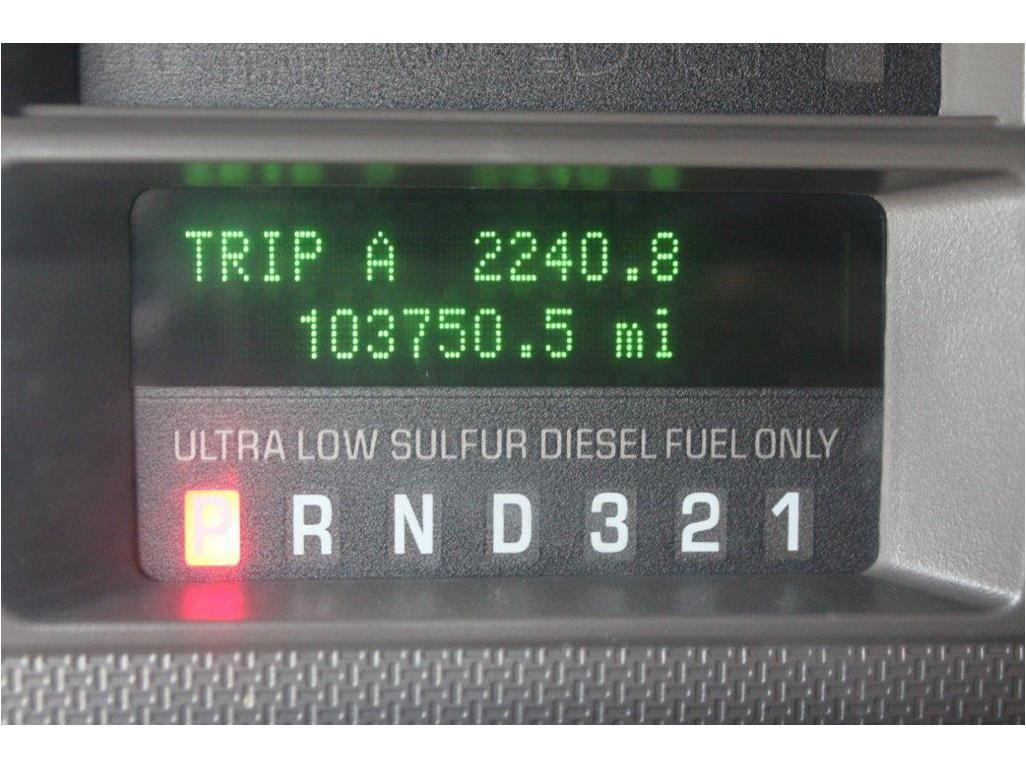 TRIP A 2240.8
103750.5 mi
ULTRA LOW SULFUR DIESEL FUEL ONLY
P R N D 3 2 1